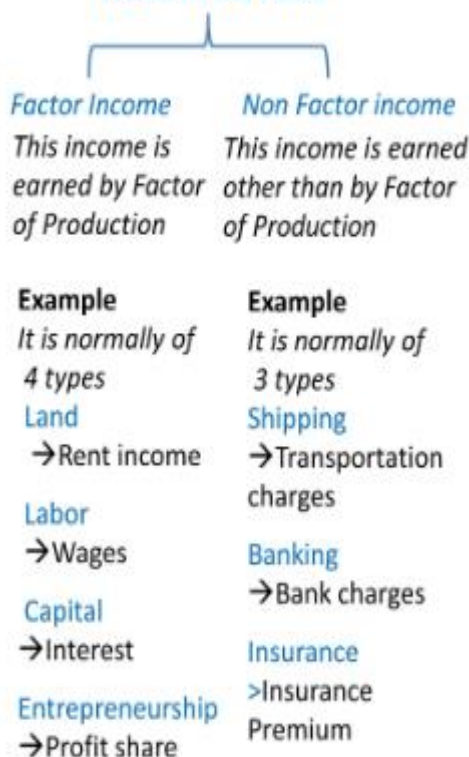 Factor Income
This income is
earned by Factor
of Production
Example
It is normally of
4 types
Land
→Rent income
Labor
→Wages
Capital
→Interest
Entrepreneurship
→Profit share
Non Factor income
This income is earned
other than by Factor
of Production
Example
It is normally of
3 types
Shipping
→Transportation
charges
Banking
→Bank charges
Insurance
>Insurance
Premium